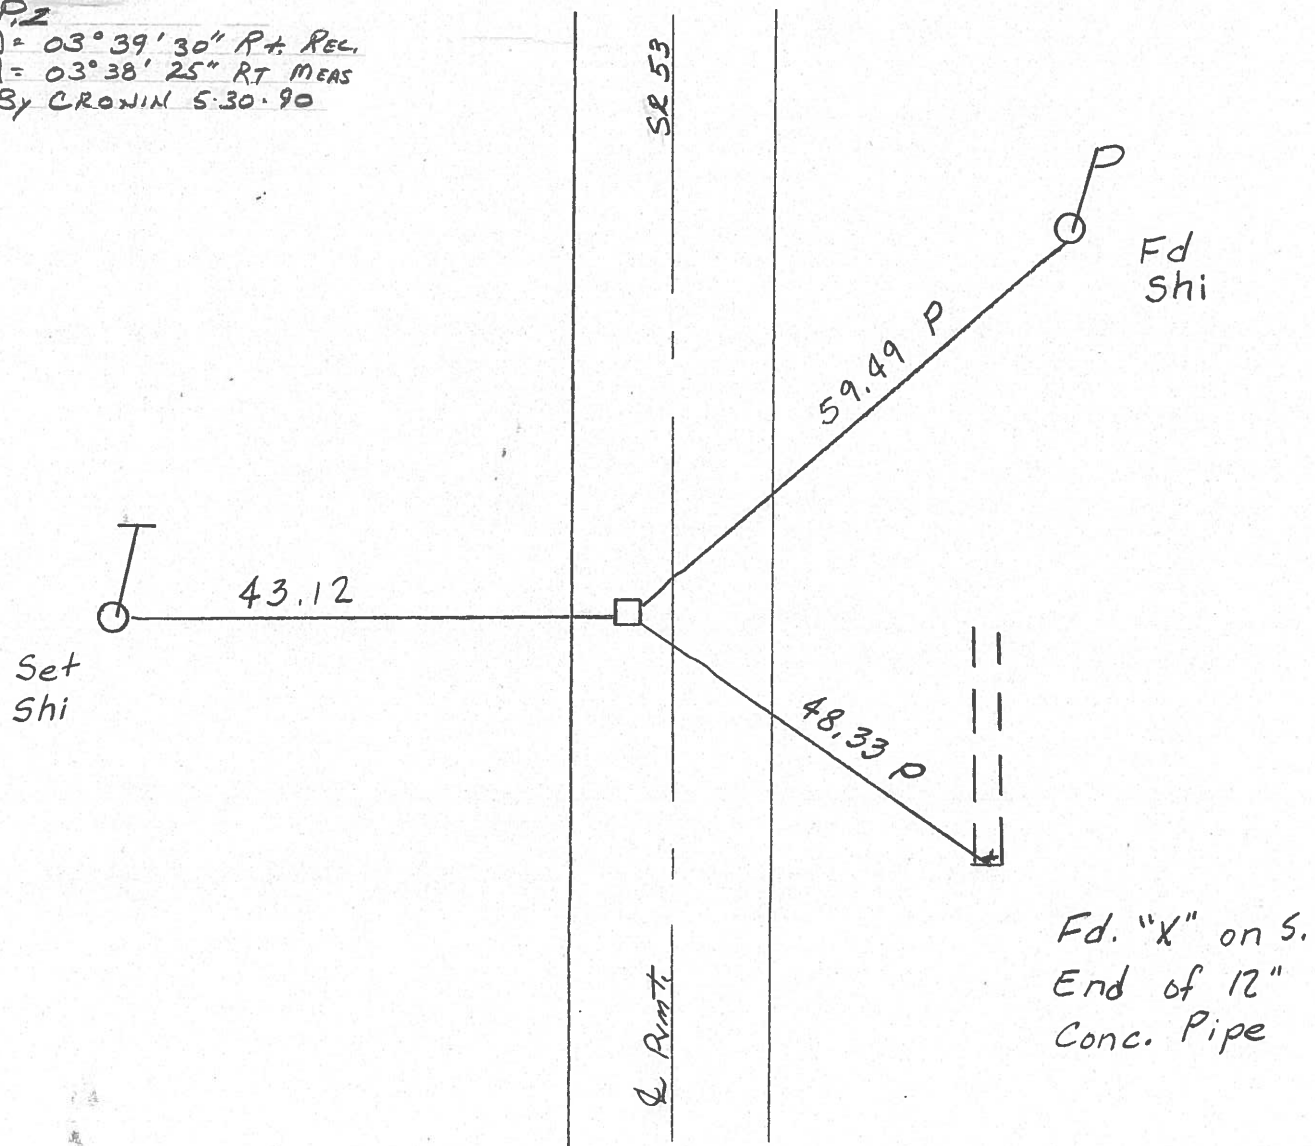 P.I
= 03°39'30" Rt. REC.
= 03°38'25" RT MEAS
By CRONIN 5.30.90
SR 53
P
Fd
Shi
59.49 P
43.12
Set
Shi
48.33 P
Fd. "X" on S.
End of 12"
Conc. Pipe
℄ Pvmt.